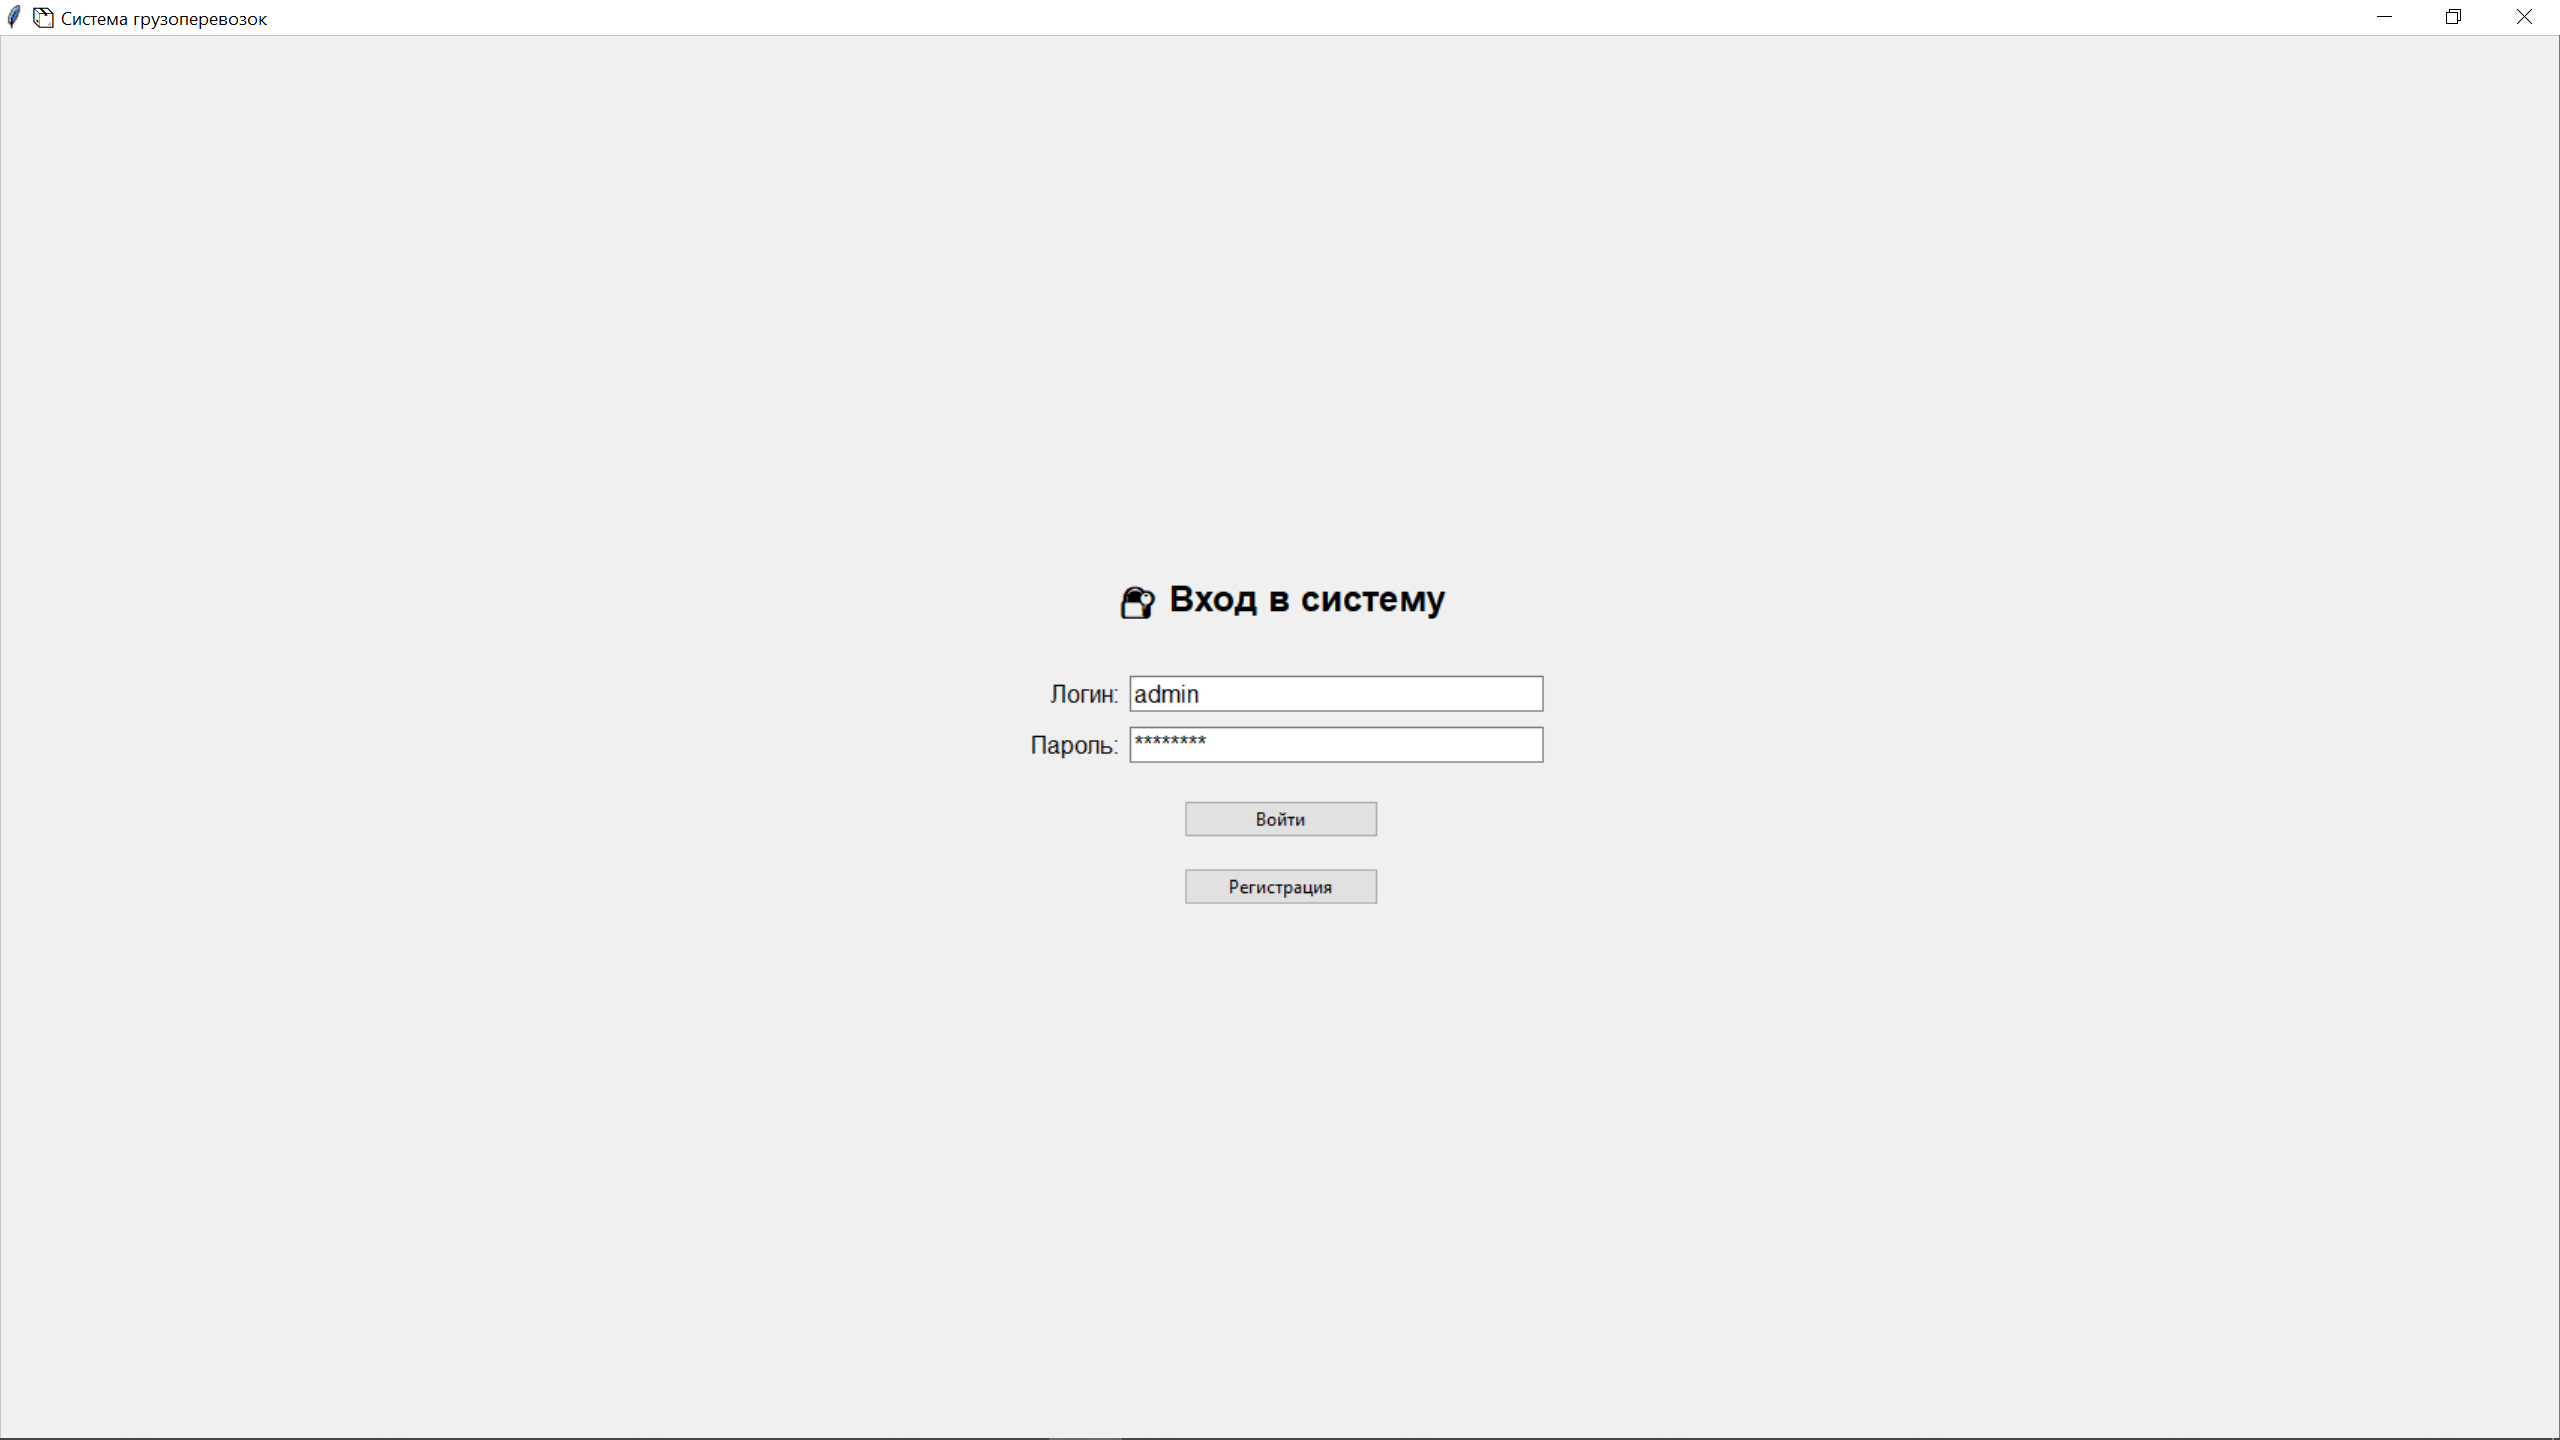 Система грузоперевозок
Вход в систему
Логин: admin
Пароль: ********
Войти
Регистрация